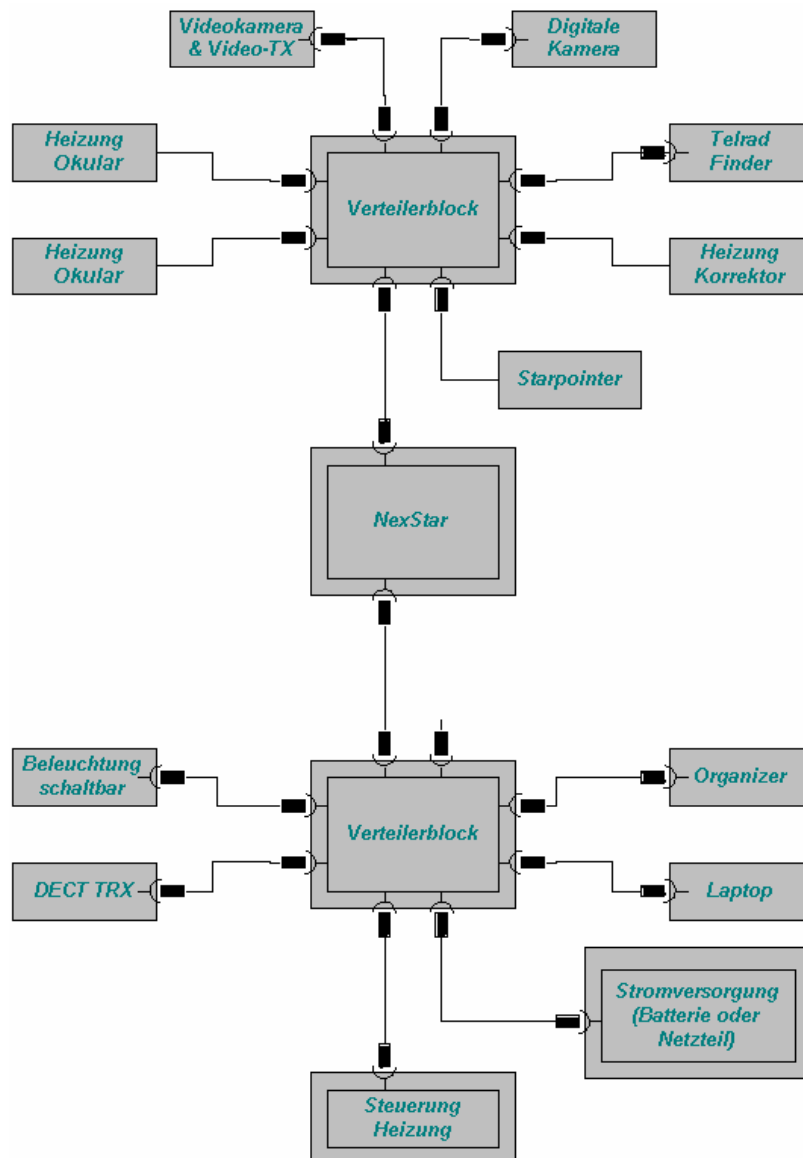 Videokamera
& Video-TX
Digitale
Kamera
Heizung
Okular
Telrad
Finder
Verteilerblock
Heizung
Okular
Heizung
Korrektor
Starpointer
NexStar
Beleuchtung
schaltbar
Organizer
Verteilerblock
DECT TRX
Laptop
Stromversorgung
(Batterie oder
Netzteil)
Steuerung
Heizung